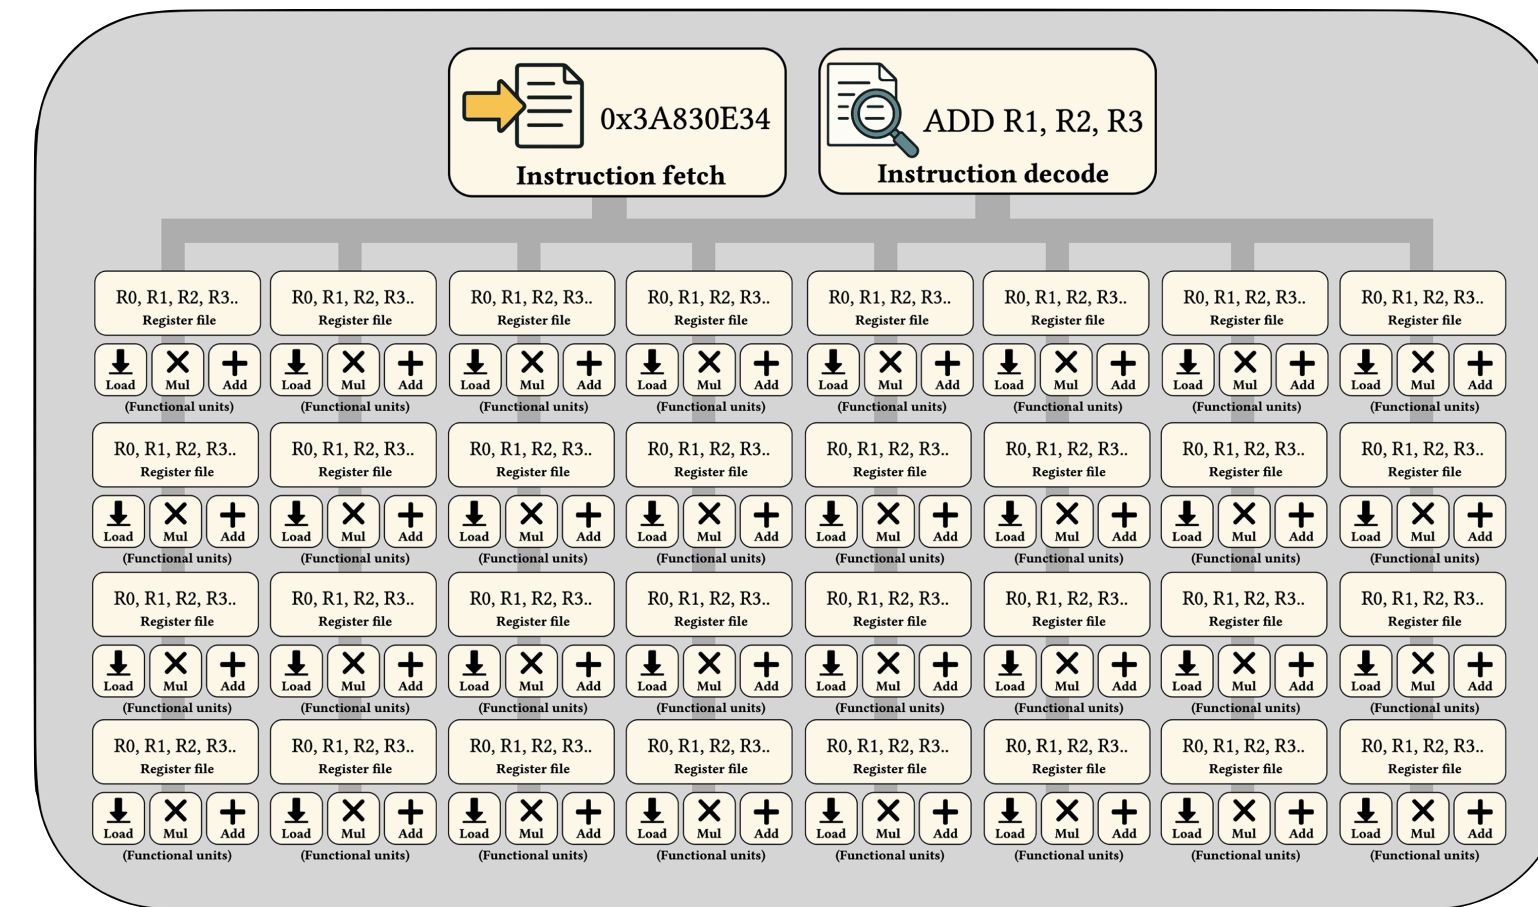 0x3A830E34
Instruction fetch
ADD R1, R2, R3
Instruction decode
R0, R1, R2, R3.. R0, R1, R2, R3.. R0, R1, R2, R3.. R0, R1, R2, R3.. R0, R1, R2, R3.. R0, R1, R2, R3.. R0, R1, R2, R3.. R0, R1, R2, R3..
Register file Register file Register file Register file Register file Register file Register file Register file
Load Mul Add Load Mul Add Load Mul Add Load Mul Add Load Mul Add Load Mul Add Load Mul Add Load Mul Add
(Functional units) (Functional units) (Functional units) (Functional units) (Functional units) (Functional units) (Functional units) (Functional units)
R0, R1, R2, R3.. R0, R1, R2, R3.. R0, R1, R2, R3.. R0, R1, R2, R3.. R0, R1, R2, R3.. R0, R1, R2, R3.. R0, R1, R2, R3.. R0, R1, R2, R3..
Register file Register file Register file Register file Register file Register file Register file Register file
Load Mul Add Load Mul Add Load Mul Add Load Mul Add Load Mul Add Load Mul Add Load Mul Add Load Mul Add
(Functional units) (Functional units) (Functional units) (Functional units) (Functional units) (Functional units) (Functional units) (Functional units)
R0, R1, R2, R3.. R0, R1, R2, R3.. R0, R1, R2, R3.. R0, R1, R2, R3.. R0, R1, R2, R3.. R0, R1, R2, R3.. R0, R1, R2, R3.. R0, R1, R2, R3..
Register file Register file Register file Register file Register file Register file Register file Register file
Load Mul Add Load Mul Add Load Mul Add Load Mul Add Load Mul Add Load Mul Add Load Mul Add Load Mul Add
(Functional units) (Functional units) (Functional units) (Functional units) (Functional units) (Functional units) (Functional units) (Functional units)
R0, R1, R2, R3.. R0, R1, R2, R3.. R0, R1, R2, R3.. R0, R1, R2, R3.. R0, R1, R2, R3.. R0, R1, R2, R3.. R0, R1, R2, R3.. R0, R1, R2, R3..
Register file Register file Register file Register file Register file Register file Register file Register file
Load Mul Add Load Mul Add Load Mul Add Load Mul Add Load Mul Add Load Mul Add Load Mul Add Load Mul Add
(Functional units) (Functional units) (Functional units) (Functional units) (Functional units) (Functional units) (Functional units) (Functional units)